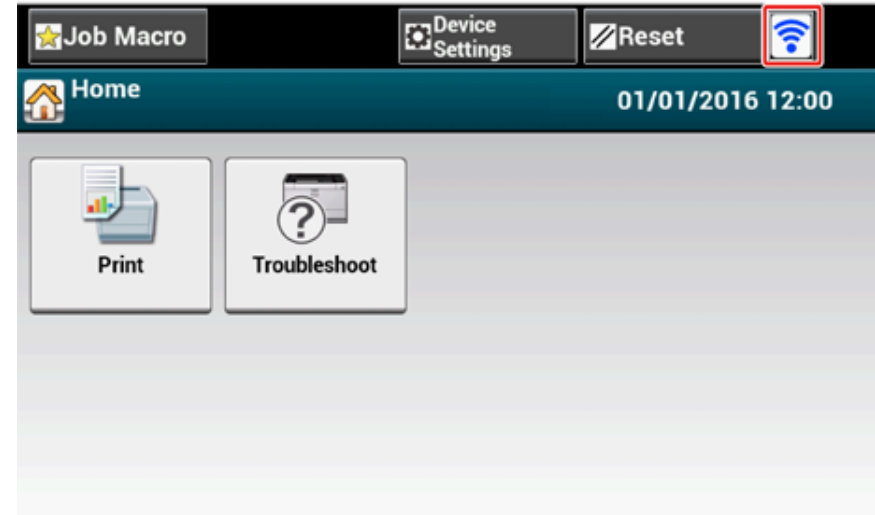 Job Macro
Device
Settings
Reset
Home
01/01/2016 12:00
Print
Troubleshoot